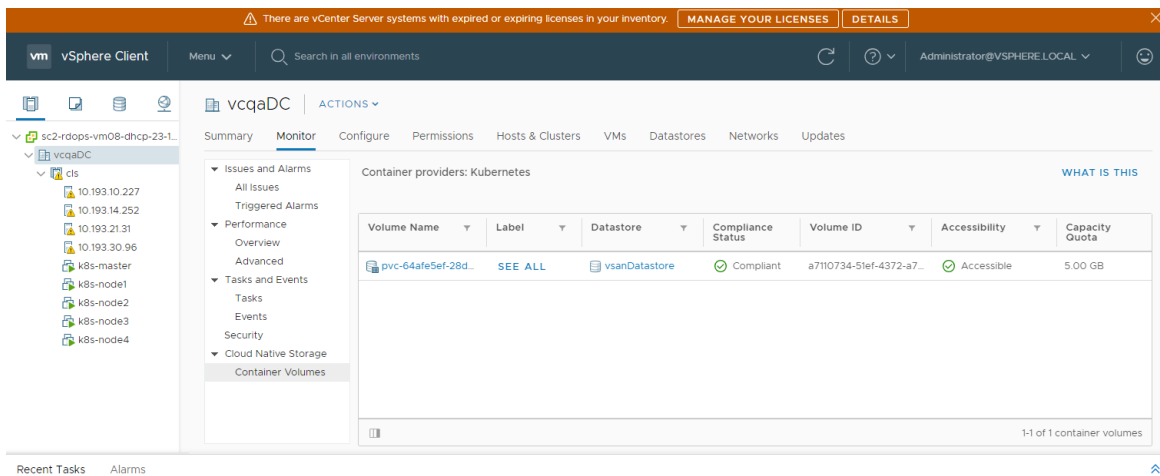 There are vCenter Server systems with expired or expiring licenses in your inventory. MANAGE YOUR LICENSES DETAILS
vm vSphere Client Menu Search in all environments Administrator@VSPHERE.LOCAL
sc2-rdops-vm08-dhcp-23-1...
vcqaDC
cls
10.193.10.227
10.193.14.252
10.193.21.31
10.193.30.96
k8s-master
k8s-node1
k8s-node2
k8s-node3
k8s-node4
vcqaDC ACTIONS
Summary Monitor Configure Permissions Hosts & Clusters VMs Datastores Networks Updates
Issues and Alarms
All Issues
Triggered Alarms
Performance
Overview
Advanced
Tasks and Events
Tasks
Events
Security
Cloud Native Storage
Container Volumes
Container providers: Kubernetes WHAT IS THIS
Volume Name Label Datastore Compliance Status Volume ID Accessibility Capacity Quota
pvc-64afe5ef-28d... SEE ALL vsanDatastore Compliant a7110734-51ef-4372-a7... Accessible 5.00 GB
1-1 of 1 container volumes
Recent Tasks Alarms